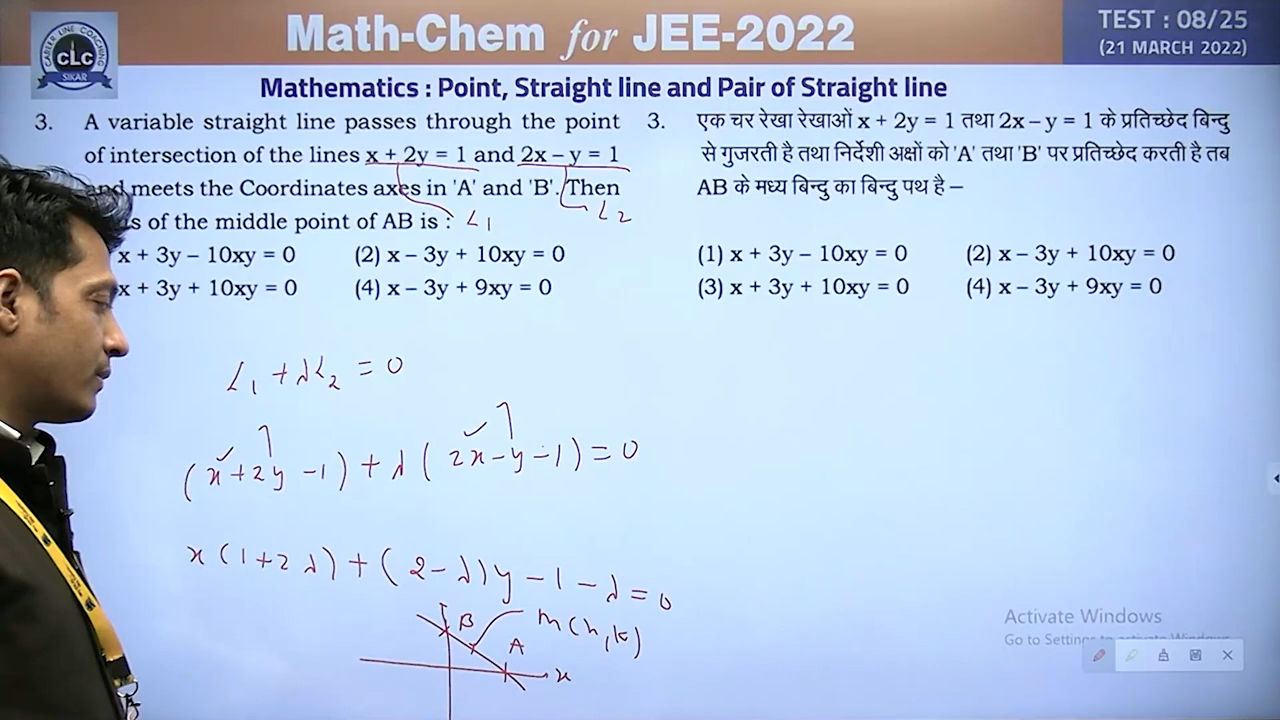 Math-Chem for JEE-2022
TEST : 08/25
(21 MARCH 2022)
CAREER LINE COACHING
CLC
SIKAR
Mathematics : Point, Straight line and Pair of Straight line
3. A variable straight line passes through the point
of intersection of the lines x + 2y = 1 and 2x – y = 1
and meets the Coordinates axes in 'A' and 'B'. Then
of the middle point of AB is :
L₁
L₂
x + 3y – 10xy = 0 (2) x – 3y + 10xy = 0
x + 3y + 10xy = 0 (4) x – 3y + 9xy = 0
3. एक चर रेखा रेखाओं x + 2y = 1 तथा 2x – y = 1 के प्रतिच्छेद बिन्दु
से गुजरती है तथा निर्देशी अक्षों को 'A' तथा 'B' पर प्रतिच्छेद करती है तब
AB के मध्य बिन्दु का बिन्दु पथ है –
(1) x + 3y – 10xy = 0 (2) x – 3y + 10xy = 0
(3) x + 3y + 10xy = 0 (4) x – 3y + 9xy = 0
L₁ + λL₂ = 0
(x + 2y – 1) + λ(2x – y – 1) = 0
x(1 + 2λ) + (2 – λ)y – 1 – λ = 0
B
M(h,k)
A
x
Activate Windows
Go to Settings to activate Windows.